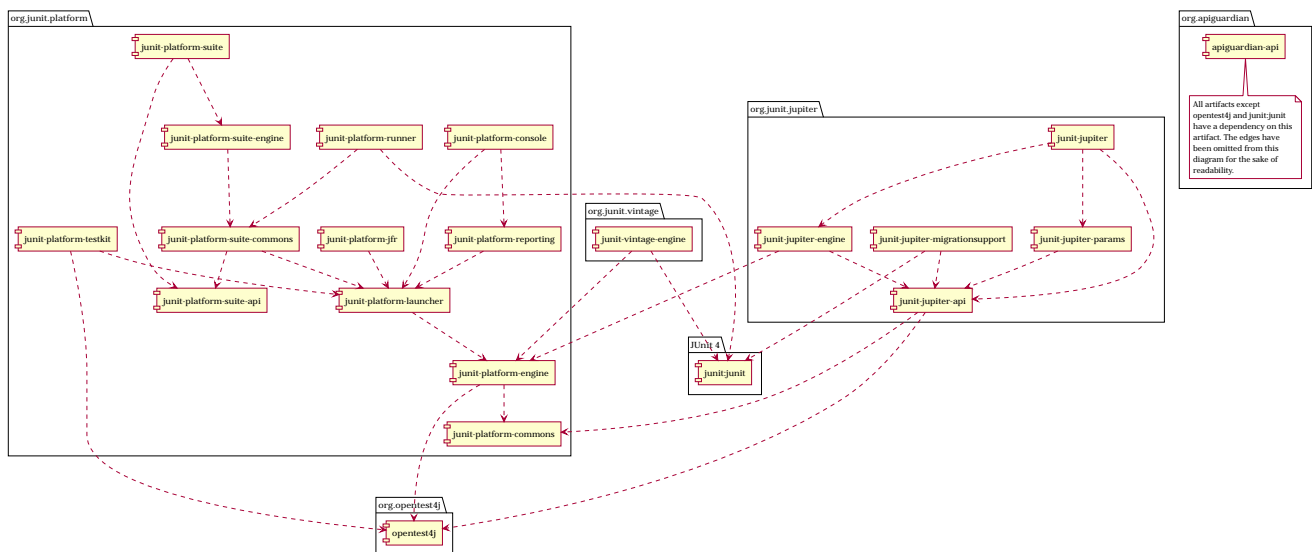 org.junit.platform
org.apiguardian
junit-platform-suite
apiguardian-api
All artifacts except
opentest4j and junit:junit
have a dependency on this
artifact. The edges have
been omitted from this
diagram for the sake of
readability.
org.junit.jupiter
junit-platform-suite-engine
junit-platform-runner
junit-platform-console
junit-jupiter
org.junit.vintage
junit-platform-testkit
junit-platform-suite-commons
junit-platform-jfr
junit-platform-reporting
junit-vintage-engine
junit-jupiter-engine
junit-jupiter-migrationsupport
junit-jupiter-params
junit-platform-suite-api
junit-platform-launcher
junit-jupiter-api
JUnit 4
junit-platform-engine
junit:junit
junit-platform-commons
org.opentest4j
opentest4j